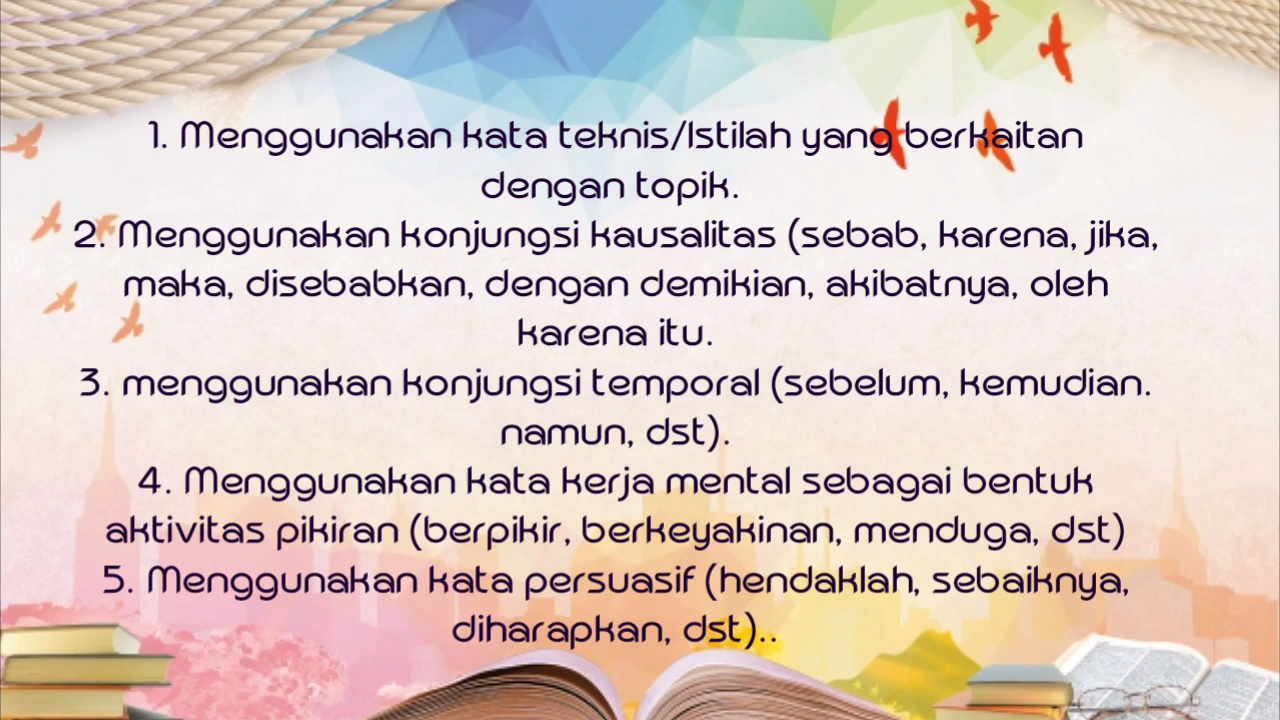 1. Menggunakan kata teknis/Istilah yang berkaitan
dengan topik.
2. Menggunakan konjungsi kausalitas (sebab, karena, jika,
maka, disebabkan, dengan demikian, akibatnya, oleh
karena itu.
3. menggunakan konjungsi temporal (sebelum, kemudian.
namun, dst).
4. Menggunakan kata kerja mental sebagai bentuk
aktivitas pikiran (berpikir, berkeyakinan, menduga, dst)
5. Menggunakan kata persuasif (hendaklah, sebaiknya,
diharapkan, dst)..